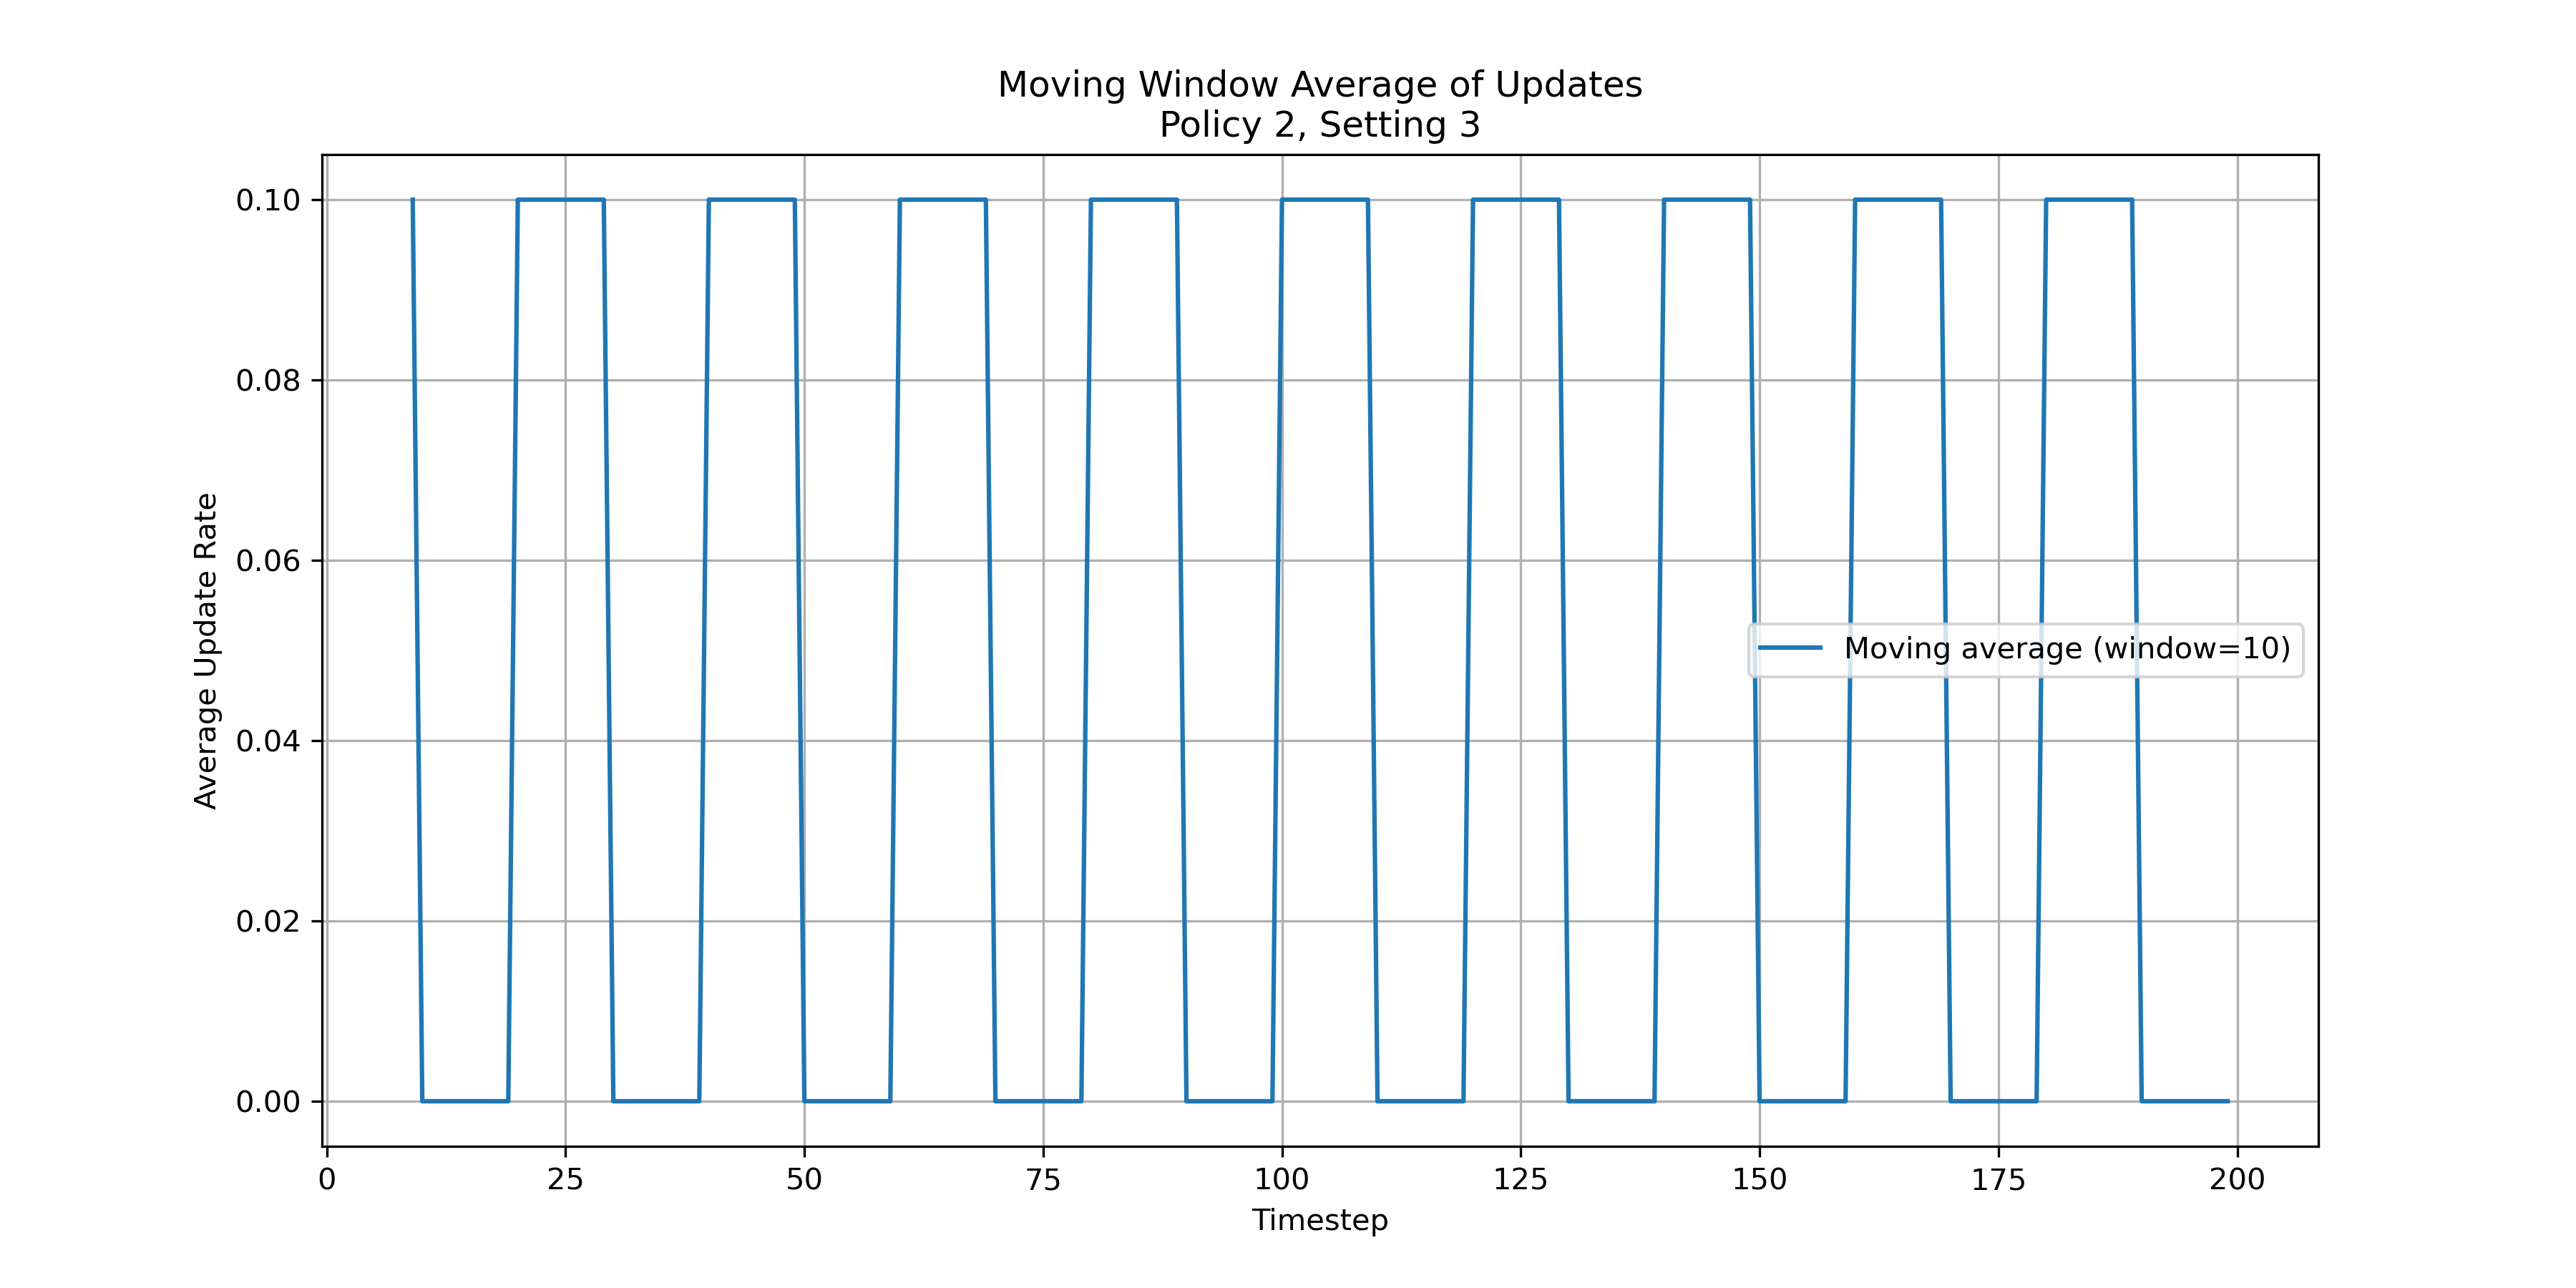 Moving Window Average of Updates
Policy 2, Setting 3
Average Update Rate
0.10
0.08
0.06
0.04
0.02
0.00
Moving average (window=10)
0 25 50 75 100 125 150 175 200
Timestep